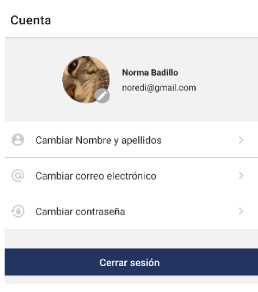 Cuenta
Norma Badillo
noredi@gmail.com
Cambiar Nombre y apellidos
Cambiar correo electrónico
Cambiar contraseña
Cerrar sesión